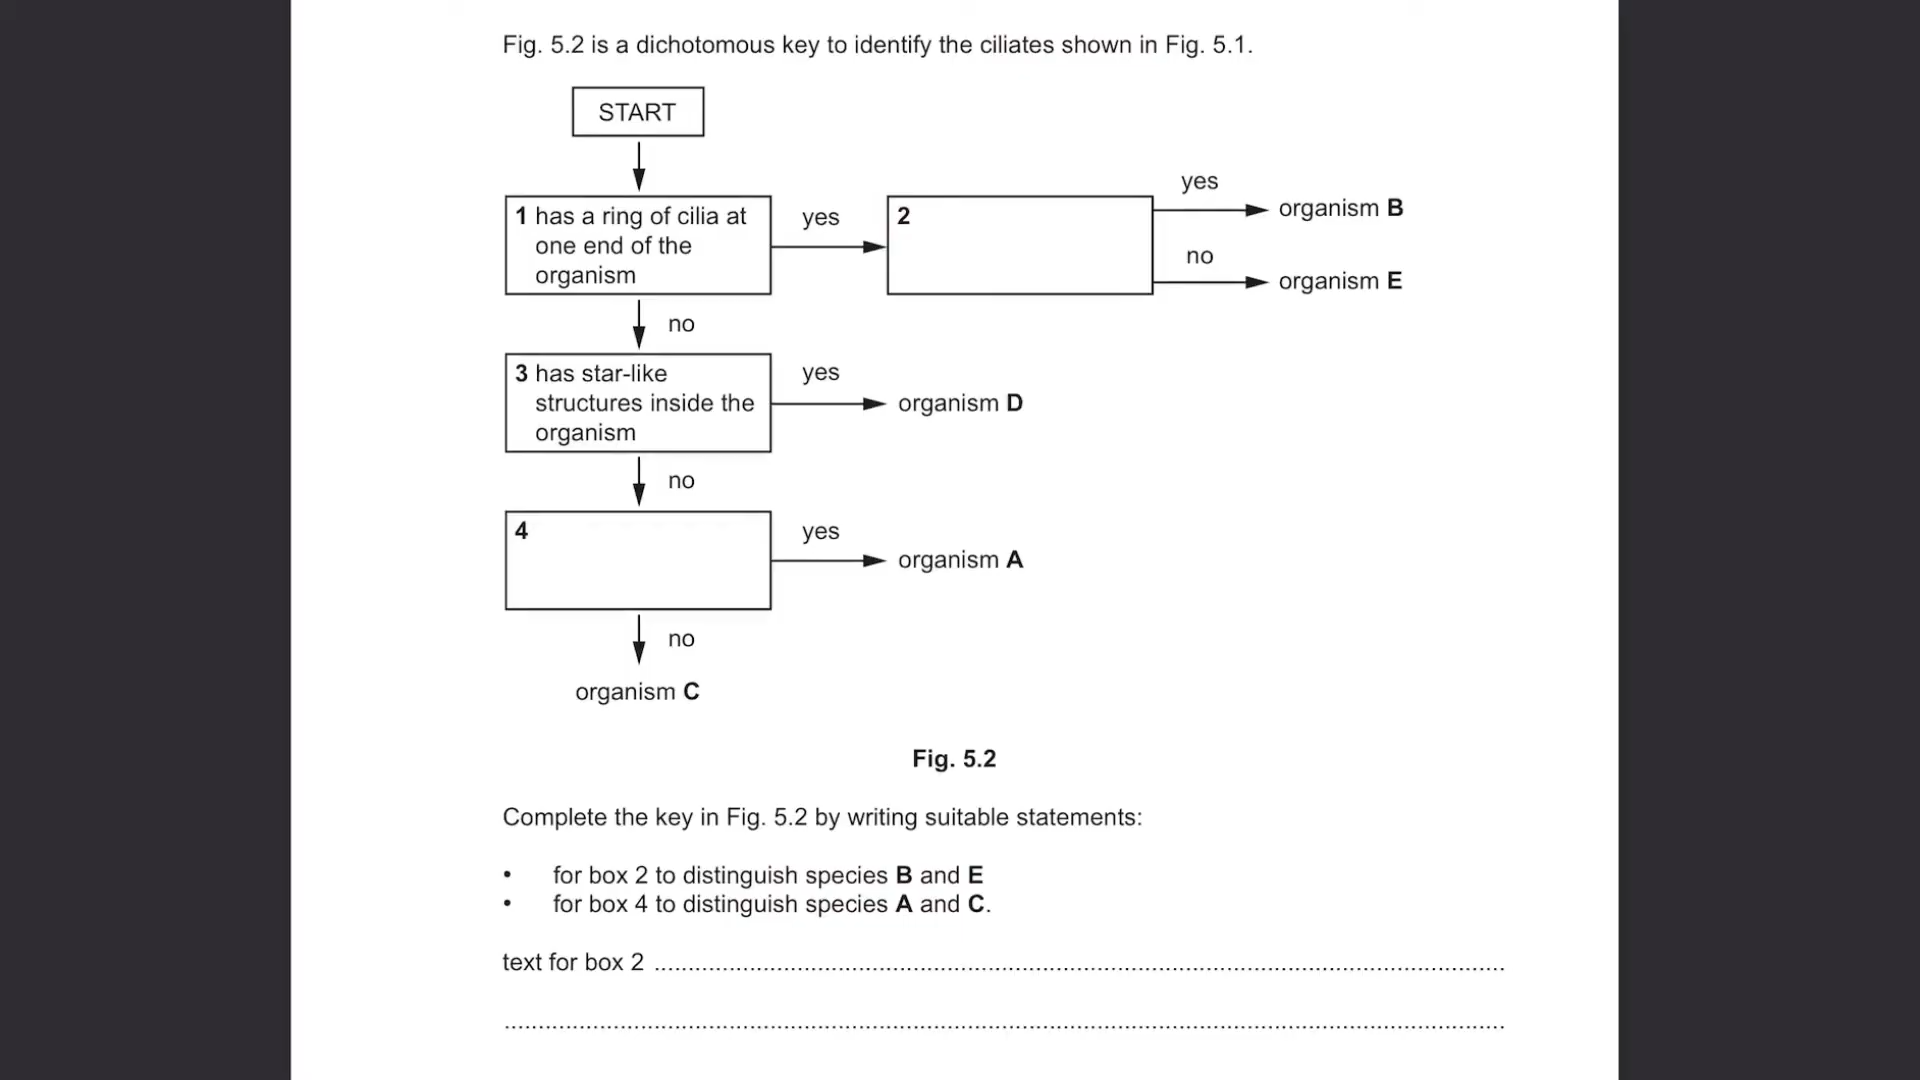 Fig. 5.2 is a dichotomous key to identify the ciliates shown in Fig. 5.1.
START
1 has a ring of cilia at
one end of the
organism
yes
2
yes
organism B
no
organism E
no
3 has star-like
structures inside the
organism
yes
organism D
no
4
yes
organism A
no
organism C
Fig. 5.2
Complete the key in Fig. 5.2 by writing suitable statements:
• for box 2 to distinguish species B and E
• for box 4 to distinguish species A and C.
text for box 2 ........................................................................
........................................................................